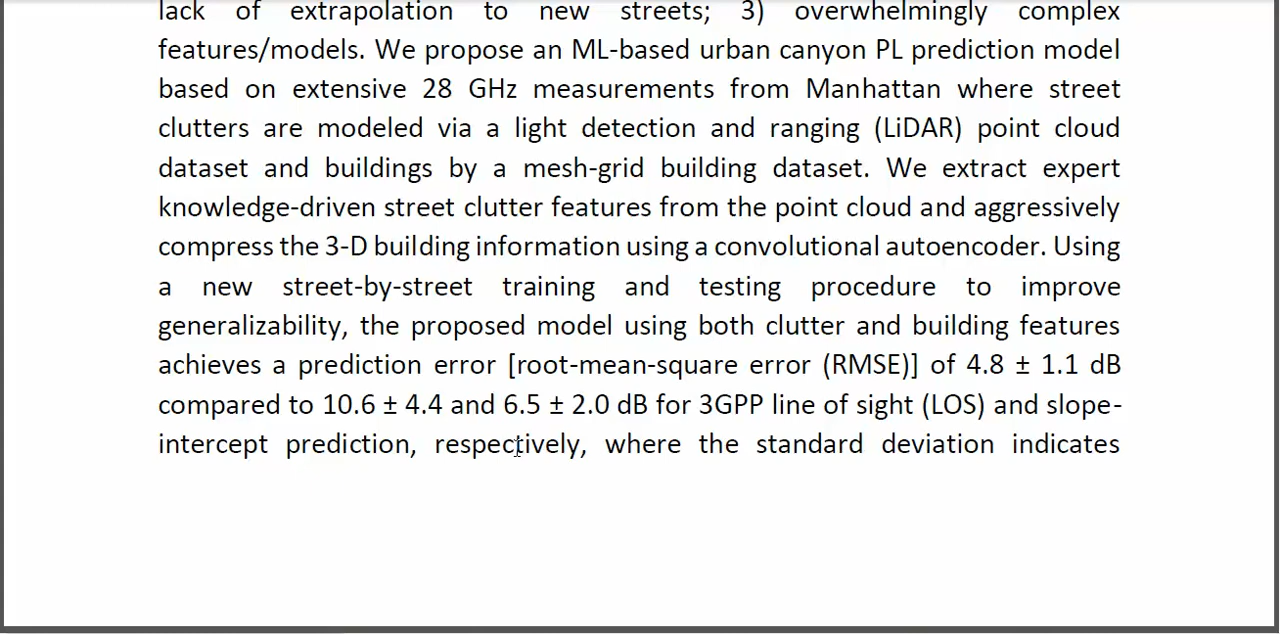 lack of extrapolation to new streets; 3) overwhelmingly complex
features/models. We propose an ML-based urban canyon PL prediction model
based on extensive 28 GHz measurements from Manhattan where street
clutters are modeled via a light detection and ranging (LiDAR) point cloud
dataset and buildings by a mesh-grid building dataset. We extract expert
knowledge-driven street clutter features from the point cloud and aggressively
compress the 3-D building information using a convolutional autoencoder. Using
a new street-by-street training and testing procedure to improve
generalizability, the proposed model using both clutter and building features
achieves a prediction error [root-mean-square error (RMSE)] of 4.8 ± 1.1 dB
compared to 10.6 ± 4.4 and 6.5 ± 2.0 dB for 3GPP line of sight (LOS) and slope-
intercept prediction, respectively, where the standard deviation indicates